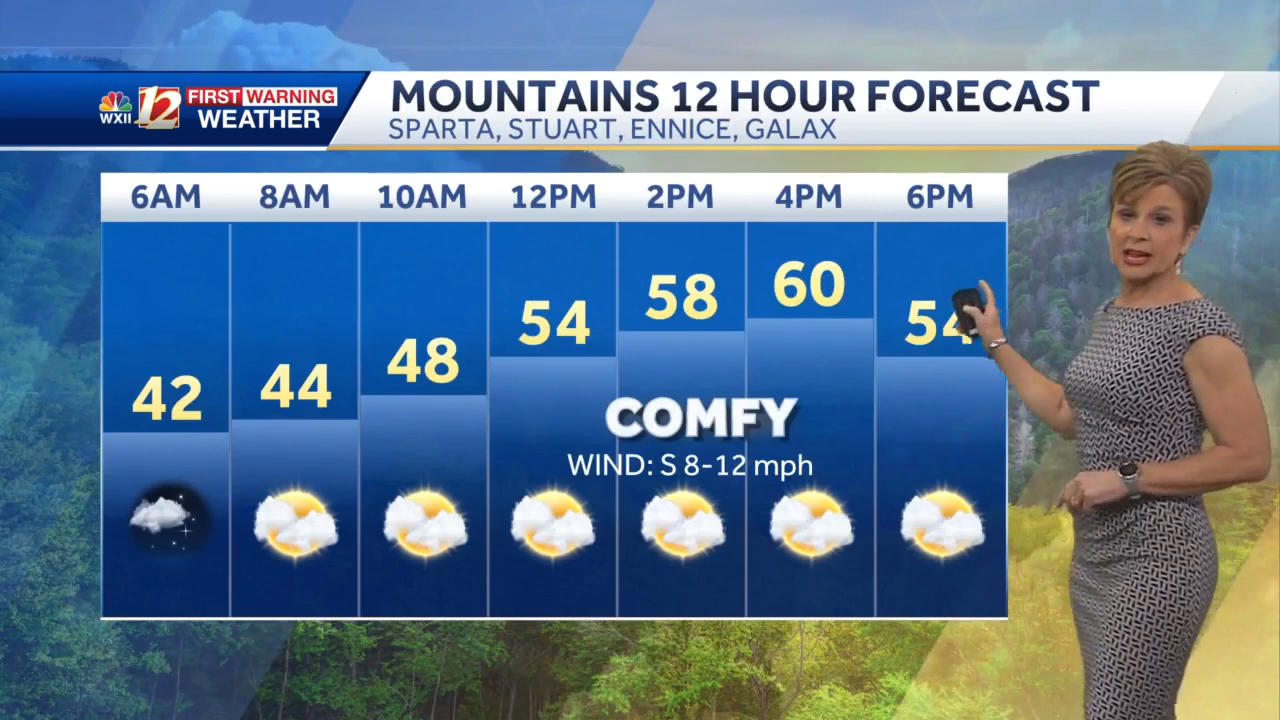 WXII 12 FIRST WARNING
WEATHER
MOUNTAINS 12 HOUR FORECAST
SPARTA, STUART, ENNICE, GALAX
6AM 8AM 10AM 12PM 2PM 4PM 6PM
42 44 48 54 58 60 54
COMFY
WIND: S 8-12 mph